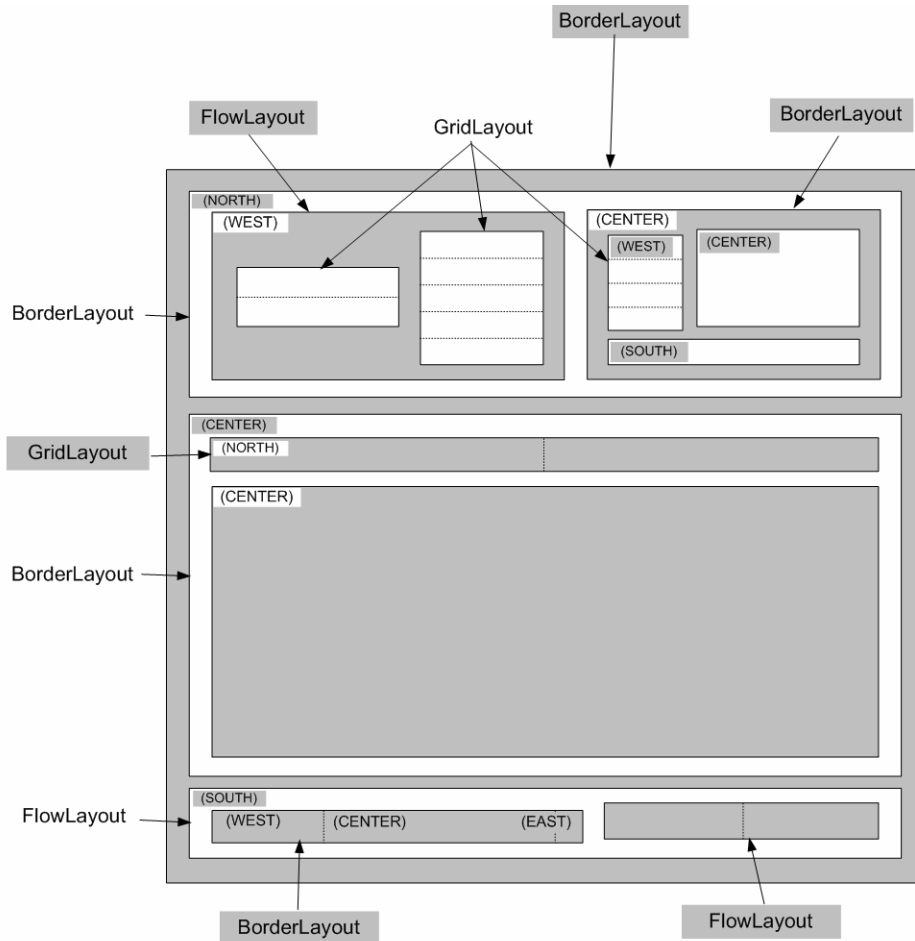 BorderLayout
FlowLayout
GridLayout
BorderLayout
(NORTH)
(WEST)
(CENTER)
(WEST)
(CENTER)
BorderLayout
(SOUTH)
(CENTER)
GridLayout
(NORTH)
(CENTER)
BorderLayout
(SOUTH)
FlowLayout
(WEST)
(CENTER)
(EAST)
BorderLayout
FlowLayout